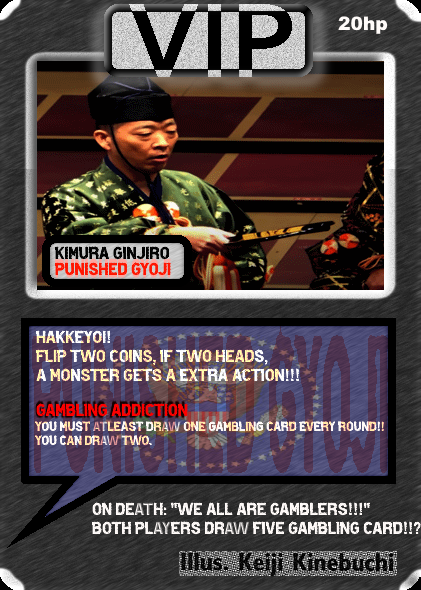 VIP
20hp
KIMURA GINJIRO
PUNISHED GYOJI
HAKKEYOI!
FLIP TWO COINS, IF TWO HEADS,
A MONSTER GETS A EXTRA ACTION!!!
GAMBLING ADDICTION
YOU MUST ATLEAST DRAW ONE GAMBLING CARD EVERY ROUND!!
YOU CAN DRAW TWO.
PUNISHED GYOJI
ON DEATH: "WE ALL ARE GAMBLERS!!!"
BOTH PLAYERS DRAW FIVE GAMBLING CARD!!?
Illus. Keiji Kinebuchi